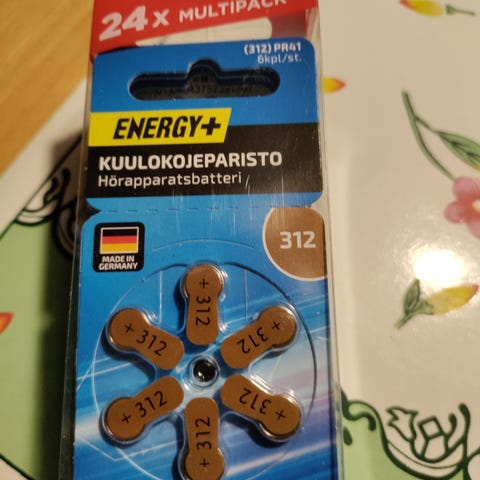 24x MULTIPACK
(312) PR41
6kpl/st.
ENERGY+
KUULOKOJEPARISTO
Hörapparatsbatteri
312
MADE IN
GERMANY
+312
+312
+312
+312
+312
+312